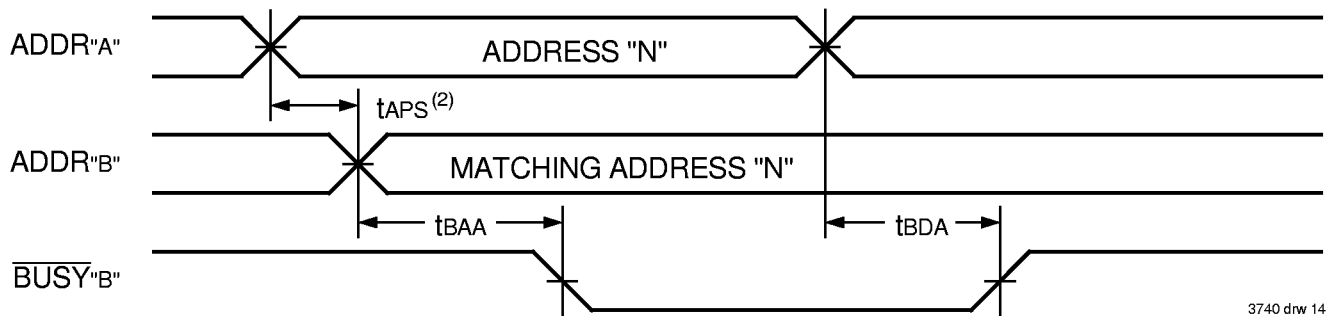 ADDR"A"
ADDRESS "N"
tAPS(2)
ADDR"B"
MATCHING ADDRESS "N"
tBAA
tBDA
BUSY"B"
3740 drw 14